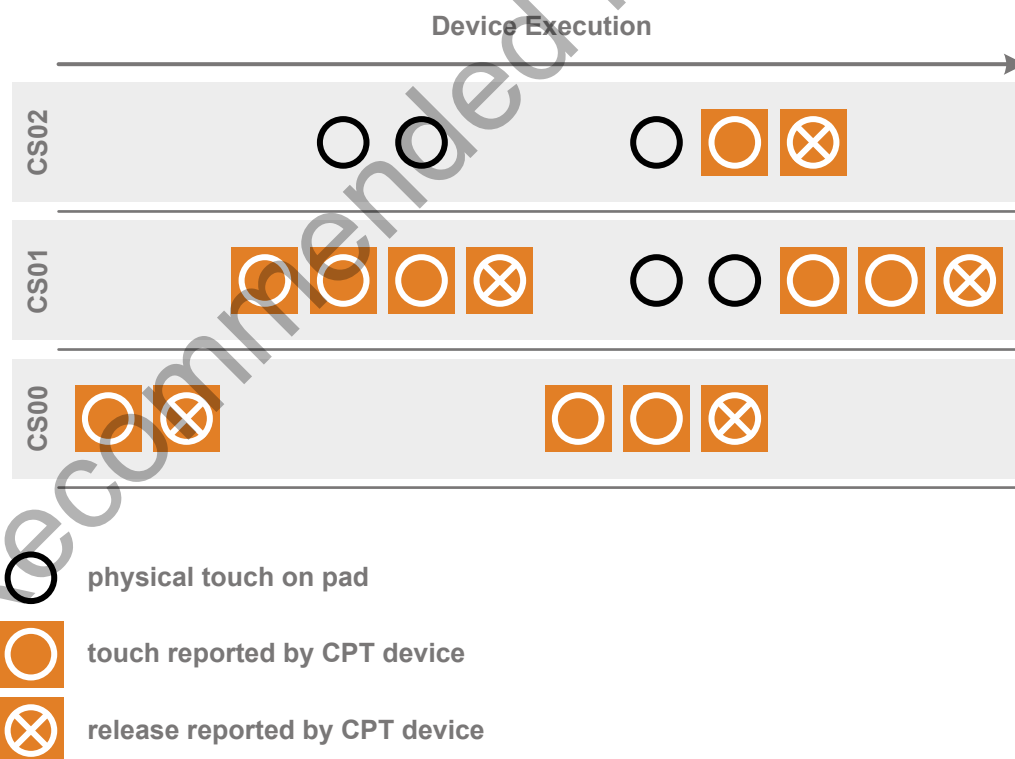 Device Execution
CS02
CS01
CS00
physical touch on pad
touch reported by CPT device
release reported by CPT device